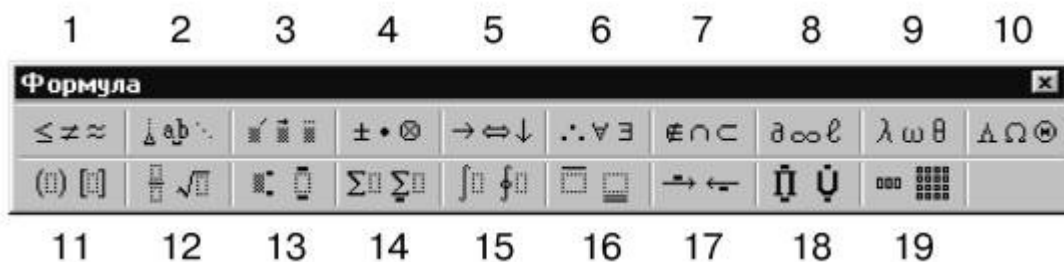 1 2 3 4 5 6 7 8 9 10
Формула
≤ ≠ ≈ a͟b ⋱ ± • ⊗ → ⇔ ↓ ∴ ∀ ∃ ∉ ∩ ⊂ ∂ ∞ ℓ λ ω θ Λ Ω Θ
(▯) [▯] √▯ Σ▯ Σ▯ ∫▯ ∮▯ → ← Π Ụ
11 12 13 14 15 16 17 18 19